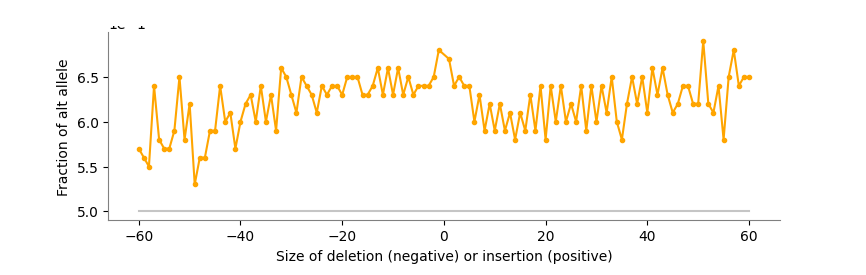 6.5
6.0
5.5
5.0
Fraction of alt allele
−60 −40 −20 0 20 40 60
Size of deletion (negative) or insertion (positive)